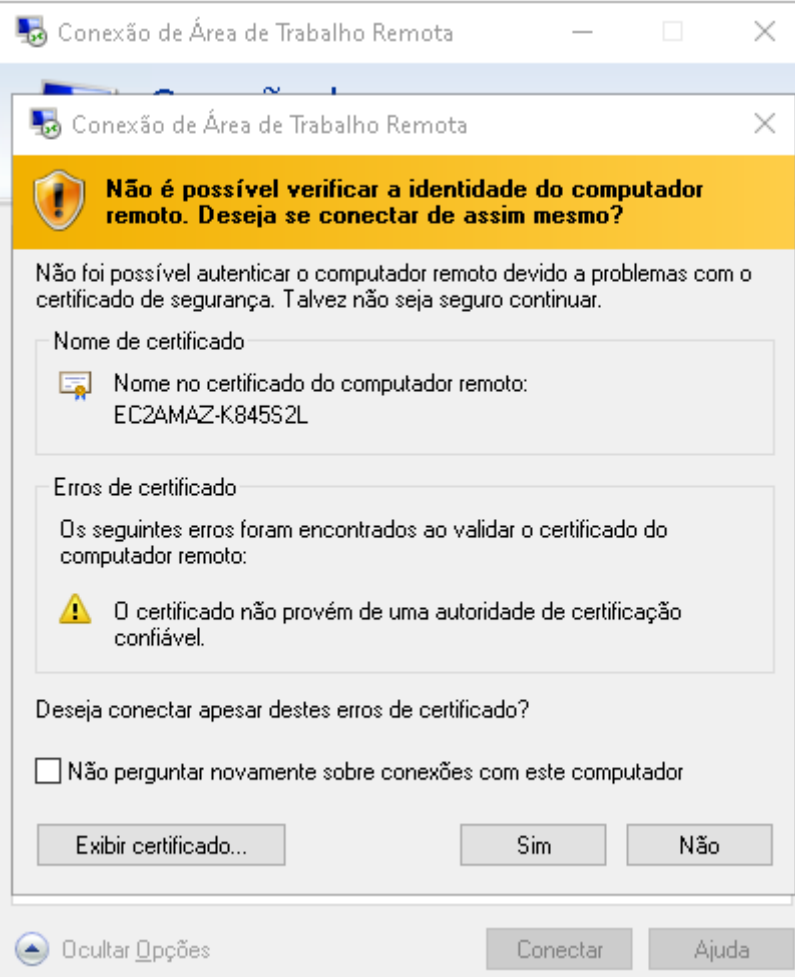 Conexão de Área de Trabalho Remota
Conexão de Área de Trabalho Remota
Não é possível verificar a identidade do computador
remoto. Deseja se conectar de assim mesmo?
Não foi possível autenticar o computador remoto devido a problemas com o
certificado de segurança. Talvez não seja seguro continuar.
Nome de certificado
Nome no certificado do computador remoto:
EC2AMAZ-K845S2L
Erros de certificado
Os seguintes erros foram encontrados ao validar o certificado do
computador remoto:
O certificado não provém de uma autoridade de certificação
confiável.
Deseja conectar apesar destes erros de certificado?
Não perguntar novamente sobre conexões com este computador
Exibir certificado...
Sim
Não
Ocultar Opções
Conectar
Ajuda